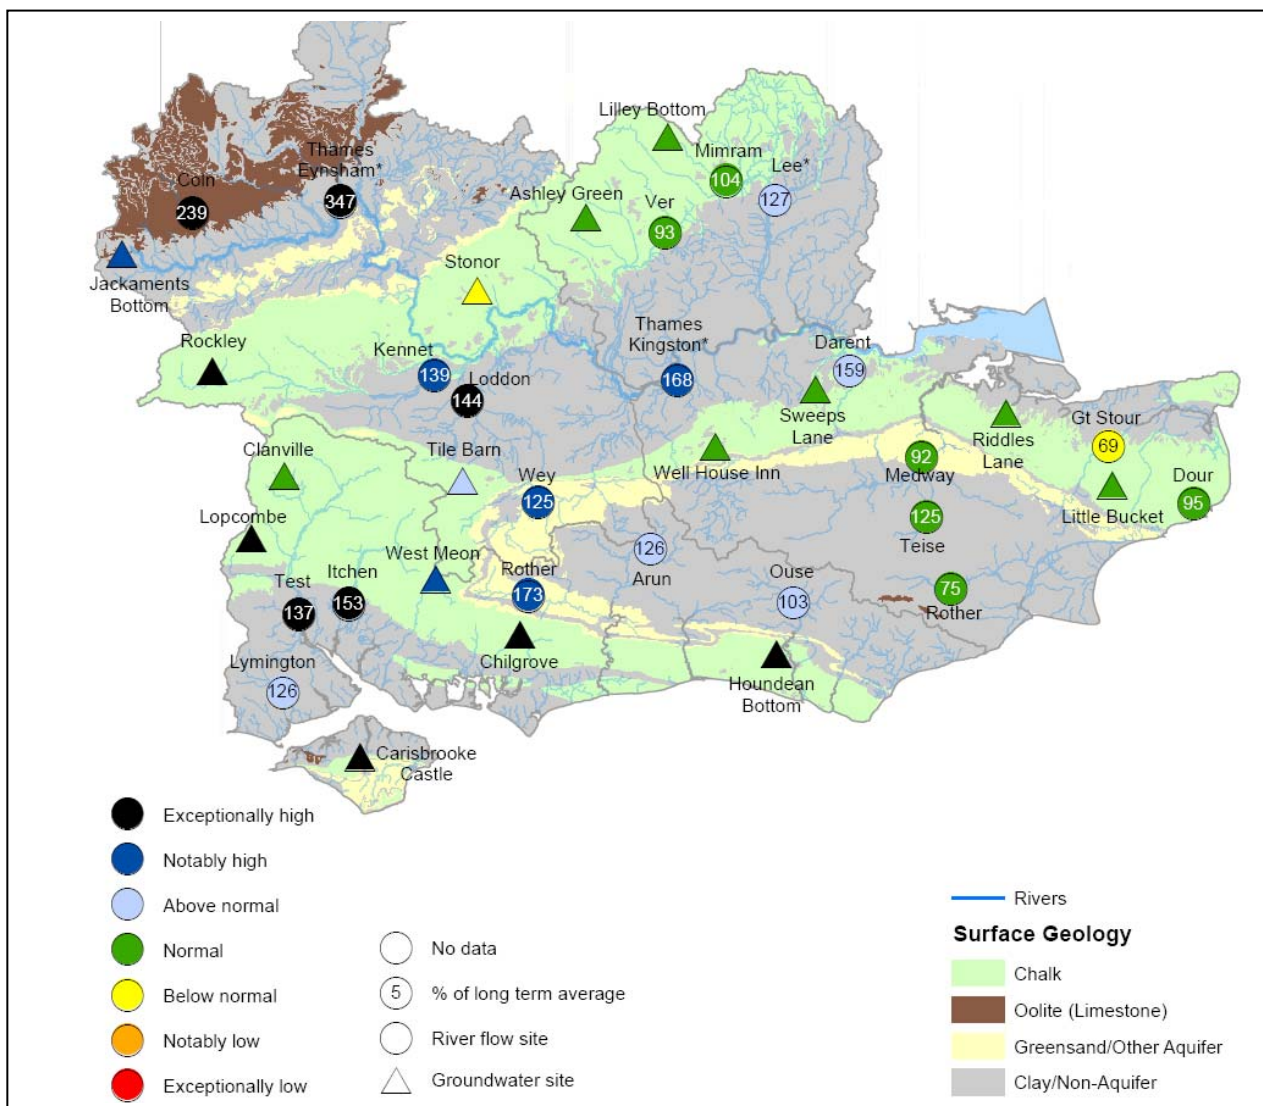 Lilley Bottom
Mimram
104
Lee*
127
Thames
Eynsham*
347
Coln
239
Ashley Green
Ver
93
Jackaments
Bottom
Stonor
Thames
Kingston*
168
Darent
159
Rockley
Kennet
139
Loddon
144
Sweeps
Lane
Riddles
Lane
Gt Stour
69
Clanville
Tile Barn
Well House Inn
92
Medway
Dour
95
Wey
125
Little Bucket
125
Teise
Lopcombe
West Meon
126
Arun
Rother
173
Ouse
103
75
Rother
Test
137
Itchen
153
Chilgrove
Lymington
126
Houndean
Bottom
Carisbrooke
Castle
Exceptionally high
Notably high
Above normal
Normal
Below normal
Notably low
Exceptionally low
No data
5
% of long term average
River flow site
Groundwater site
Rivers
Surface Geology
Chalk
Oolite (Limestone)
Greensand/Other Aquifer
Clay/Non-Aquifer